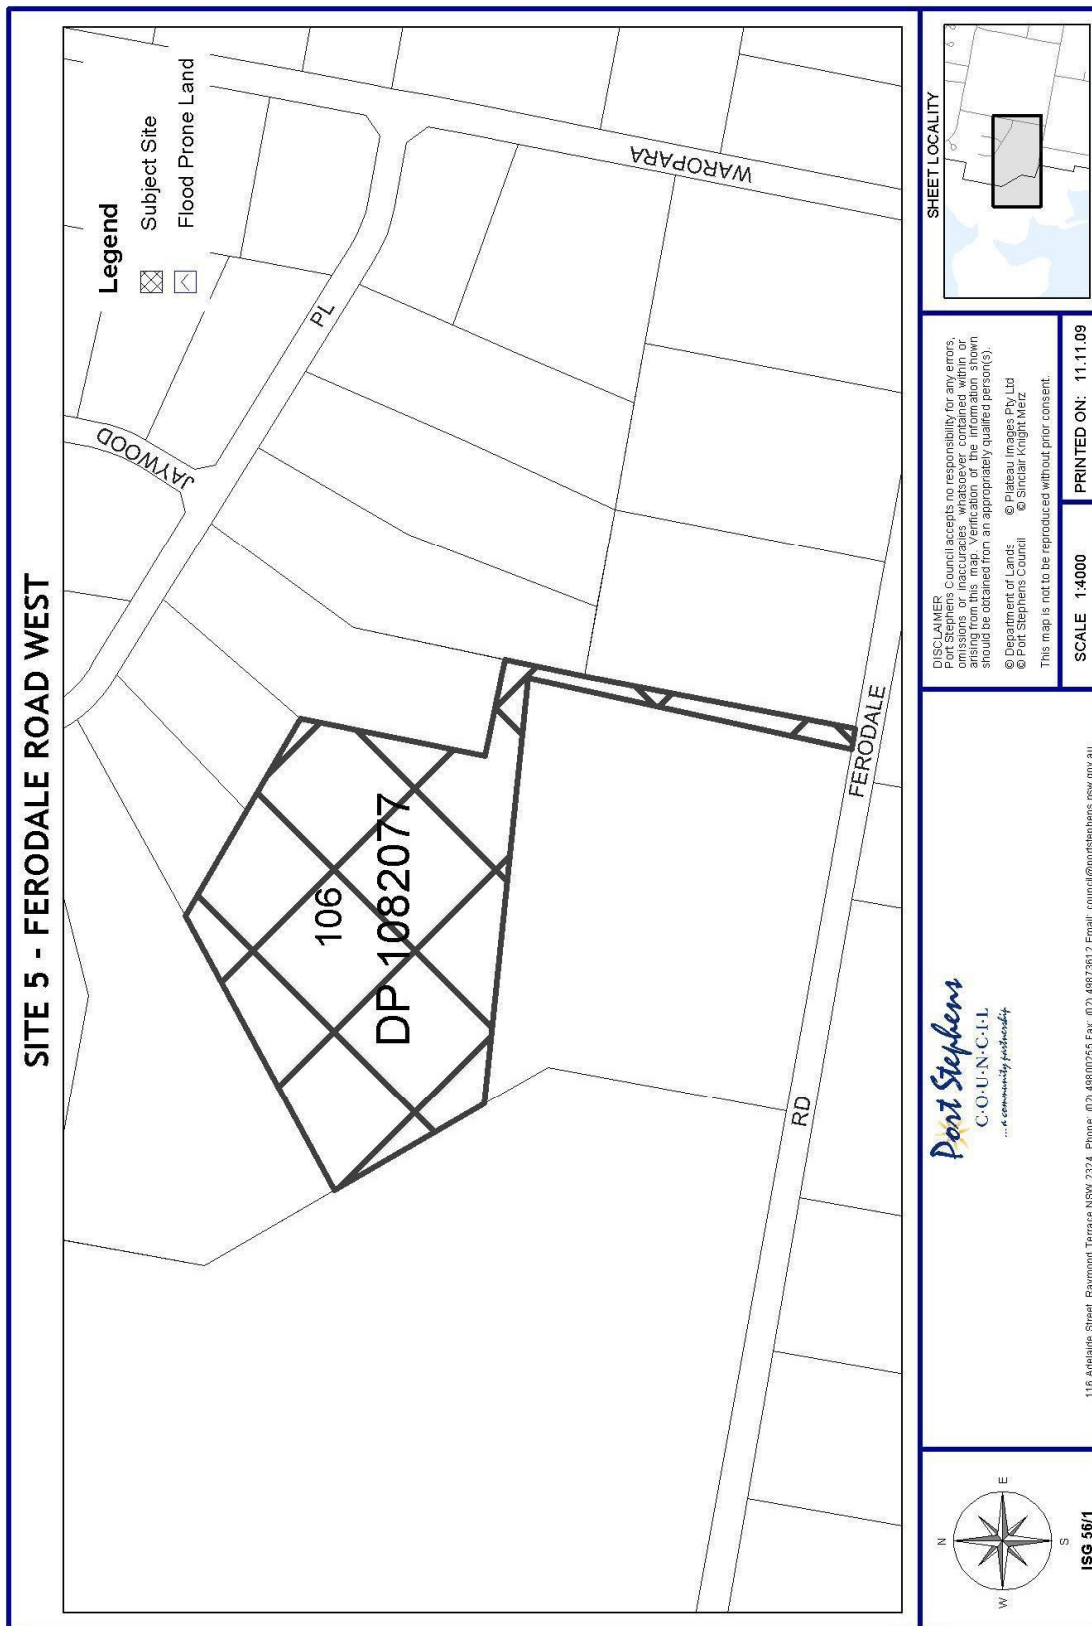 SITE 5 - FERODALE ROAD WEST
Legend
Subject Site
Flood Prone Land
JAYWOOD
PL
WAROPARA
106
DP 1082077
FERODALE
RD
N
W
E
S
ISG 56/1
Port Stephens
C·O·U·N·C·I·L
... a community partnership
116 Adelaide Street, Raymond Terrace NSW 2324. Phone: (02) 49800255 Fax: (02) 49873612 Email: council@portstephens.nsw.gov.au
DISCLAIMER
Port Stephens Council accepts no responsibility for any errors,
omissions or inaccuracies whatsoever contained within or
arising from this map. Verification of the information shown
should be obtained from an appropriately qualified person(s).
© Department of Lands © Plateau Images Pty Ltd
© Port Stephens Council © Sinclair Knight Merz
This map is not to be reproduced without prior consent.
SCALE 1:4000
PRINTED ON: 11.11.09
SHEET LOCALITY